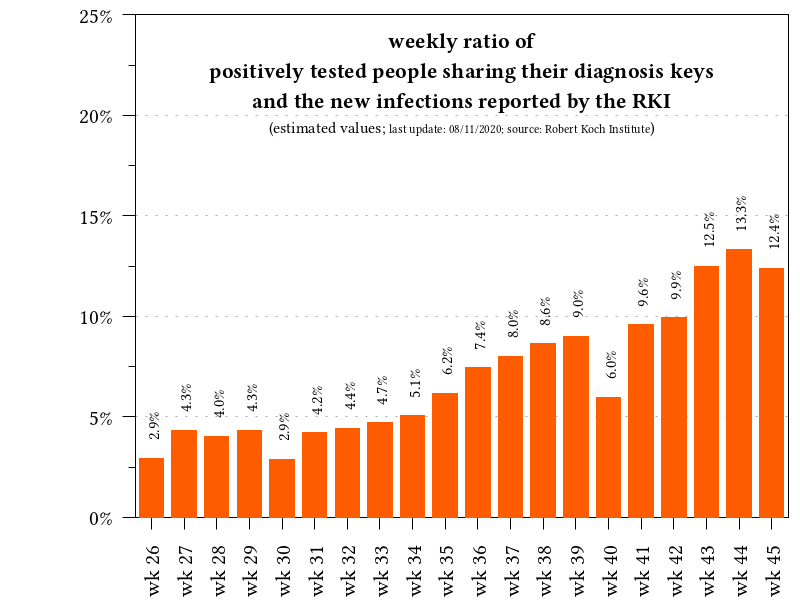 weekly ratio of
positively tested people sharing their diagnosis keys
and the new infections reported by the RKI
(estimated values; last update: 08/11/2020; source: Robert Koch Institute)
25%
20%
15%
10%
5%
0%
2.9%
4.3%
4.0%
4.3%
2.9%
4.2%
4.4%
4.7%
5.1%
6.2%
7.4%
8.0%
8.6%
9.0%
6.0%
9.6%
9.9%
12.5%
13.3%
12.4%
wk 26
wk 27
wk 28
wk 29
wk 30
wk 31
wk 32
wk 33
wk 34
wk 35
wk 36
wk 37
wk 38
wk 39
wk 40
wk 41
wk 42
wk 43
wk 44
wk 45